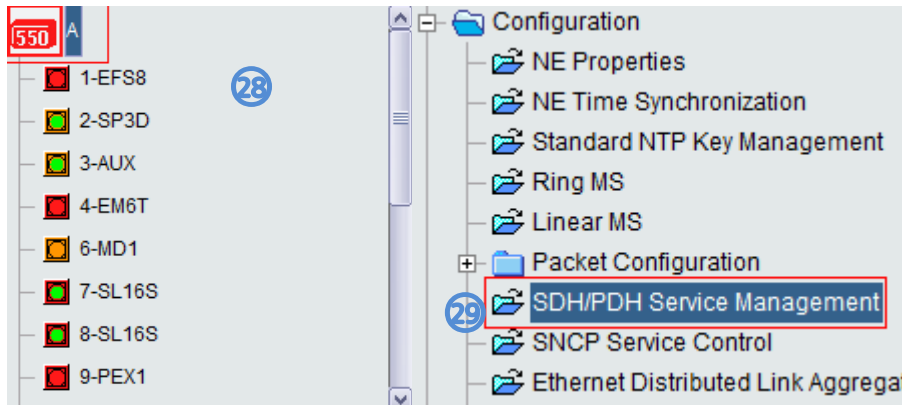 550 A
1-EFS8
28
2-SP3D
3-AUX
4-EM6T
6-MD1
7-SL16S
8-SL16S
9-PEX1
Configuration
NE Properties
NE Time Synchronization
Standard NTP Key Management
Ring MS
Linear MS
Packet Configuration
29
SDH/PDH Service Management
SNCP Service Control
Ethernet Distributed Link Aggregat